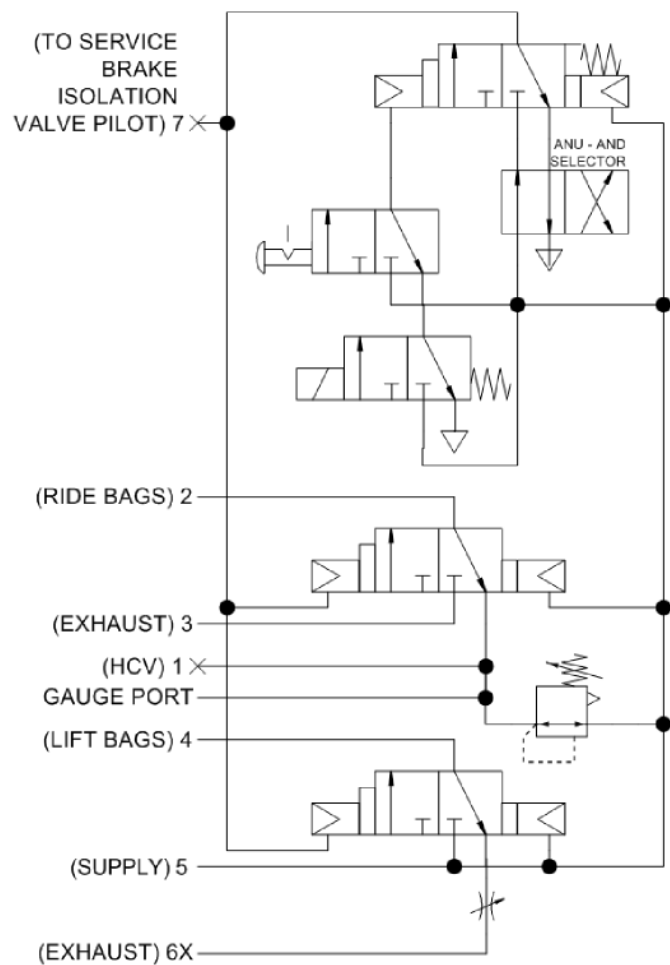 (TO SERVICE
BRAKE
ISOLATION
VALVE PILOT) 7
ANU - AND
SELECTOR
(RIDE BAGS) 2
(EXHAUST) 3
(HCV) 1
GAUGE PORT
(LIFT BAGS) 4
(SUPPLY) 5
(EXHAUST) 6X